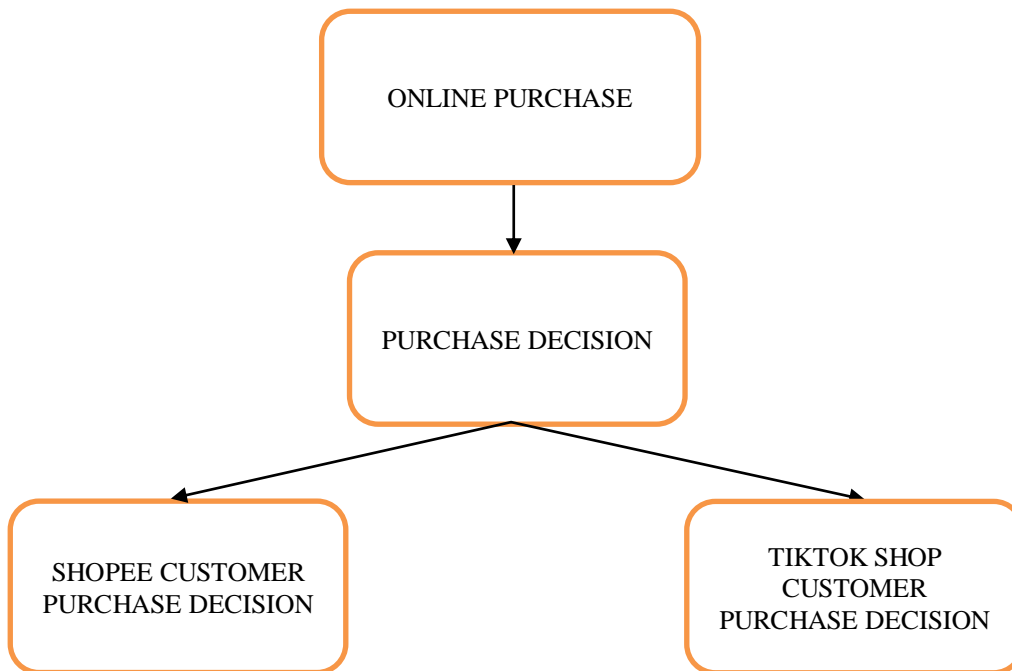 ONLINE PURCHASE
PURCHASE DECISION
SHOPEE CUSTOMER
PURCHASE DECISION
TIKTOK SHOP
CUSTOMER
PURCHASE DECISION